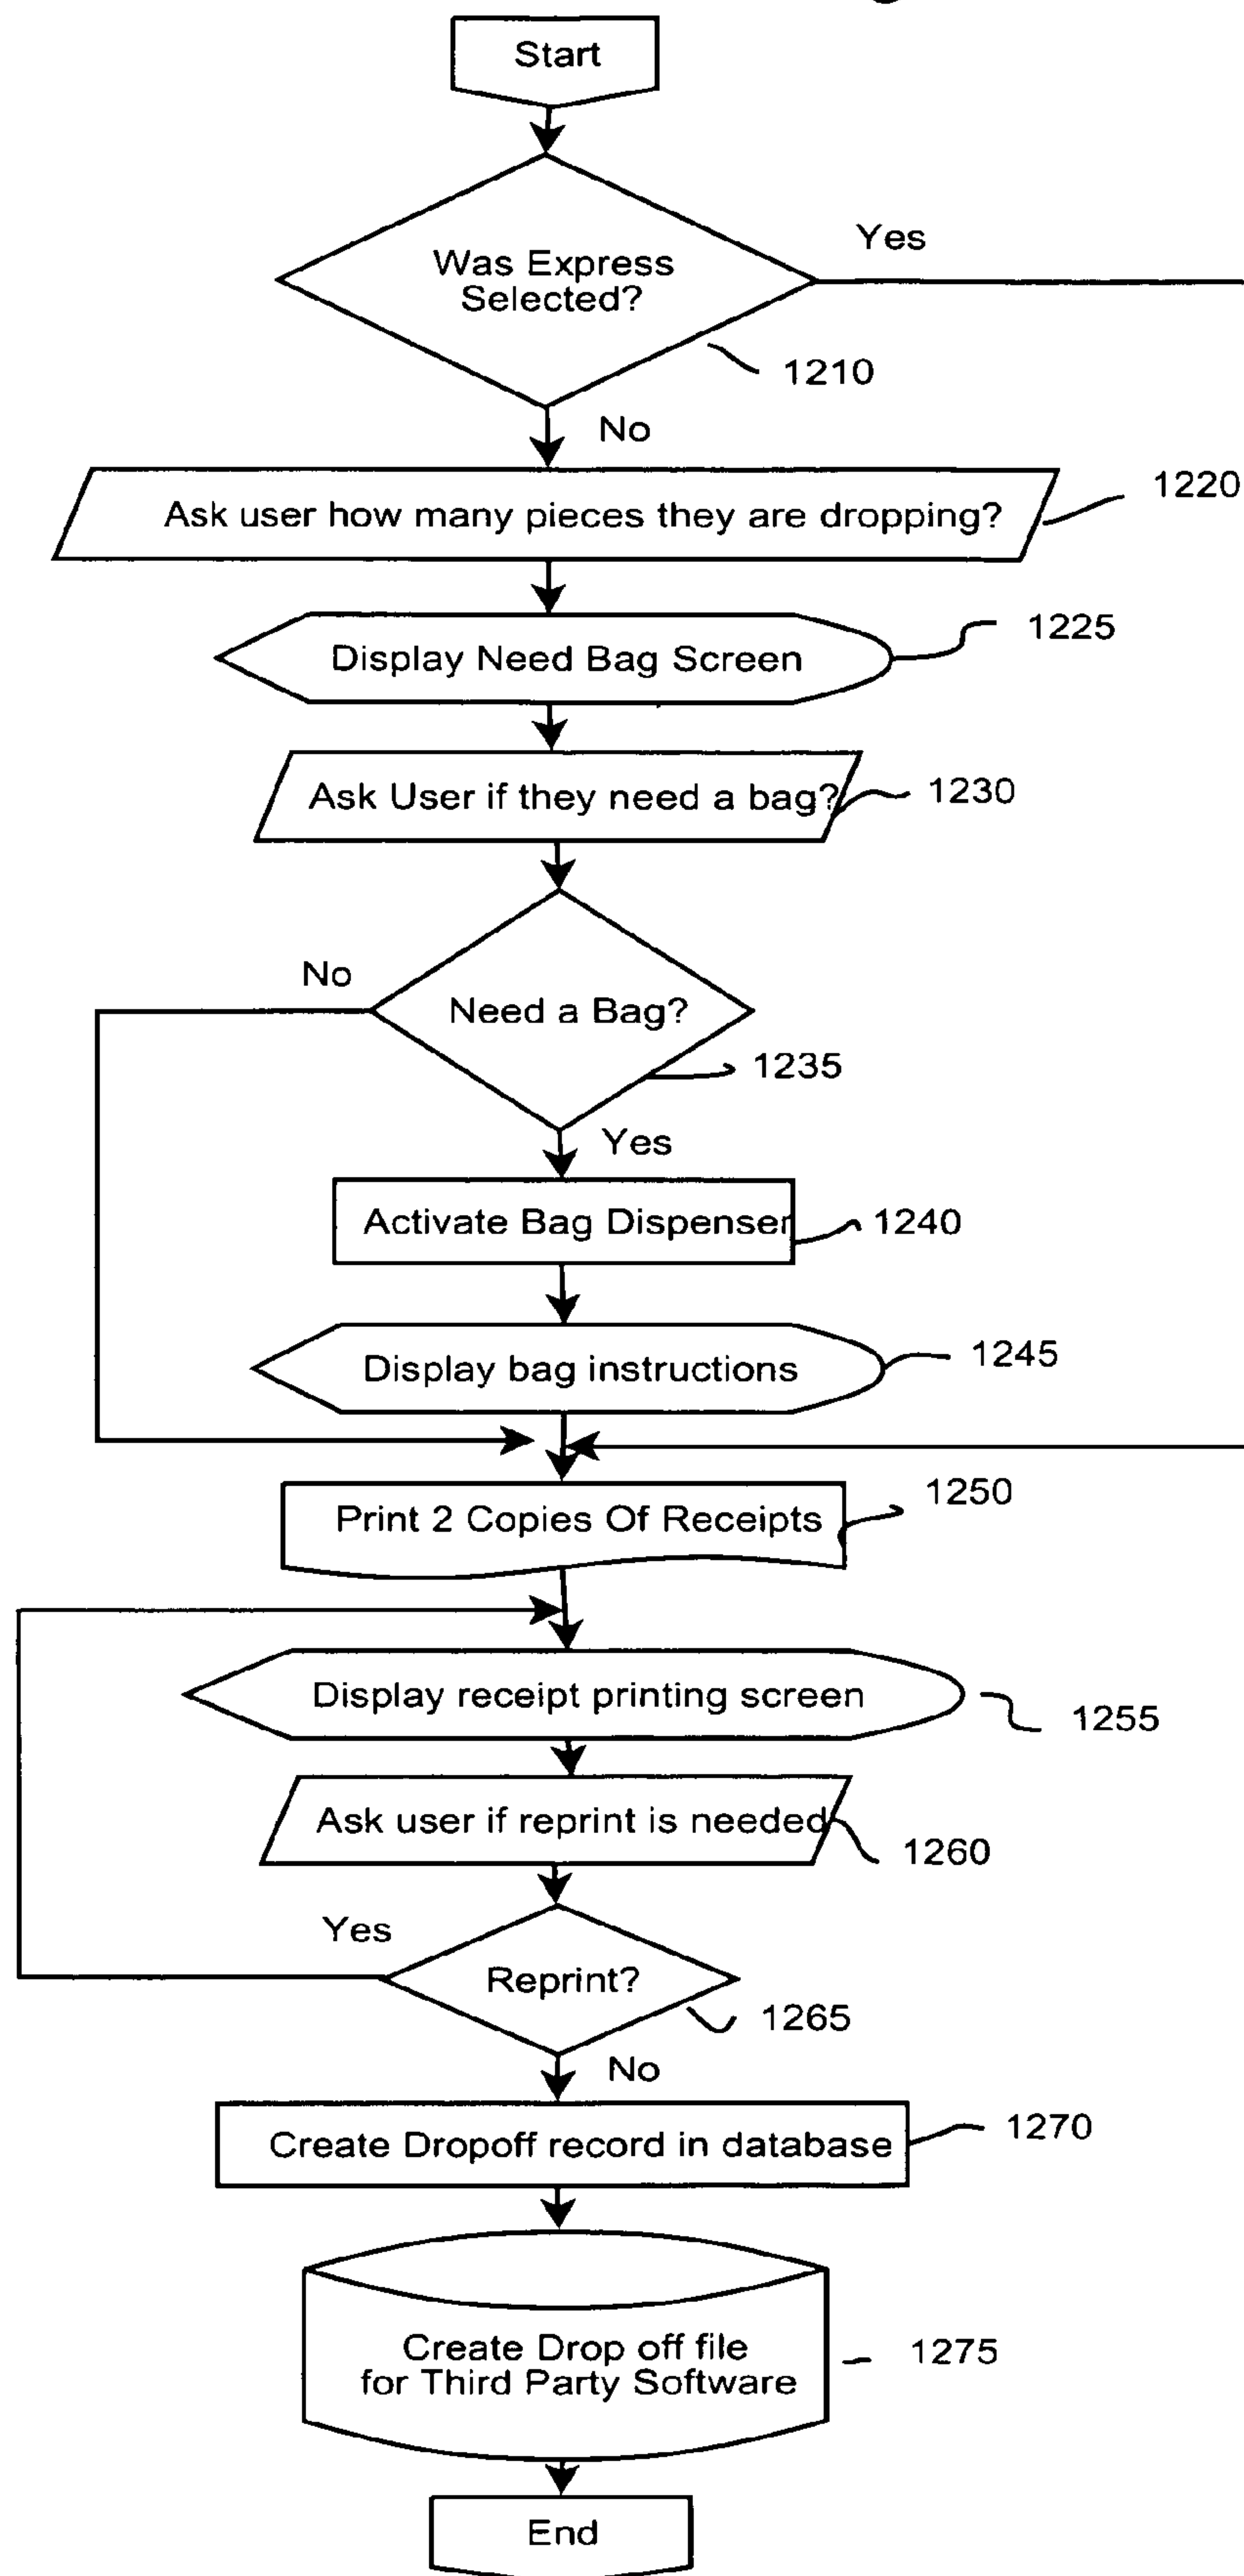 Start
Was Express
Selected?
Yes
1210
No
1220
Ask user how many pieces they are dropping?
1225
Display Need Bag Screen
Ask User if they need a bag?
1230
No
Need a Bag?
1235
Yes
Activate Bag Dispenser
1240
Display bag instructions
1245
1250
Print 2 Copies Of Receipts
Display receipt printing screen
1255
Ask user if reprint is needed
1260
Yes
Reprint?
1265
No
1270
Create Dropoff record in database
Create Drop off file
for Third Party Software
1275
End